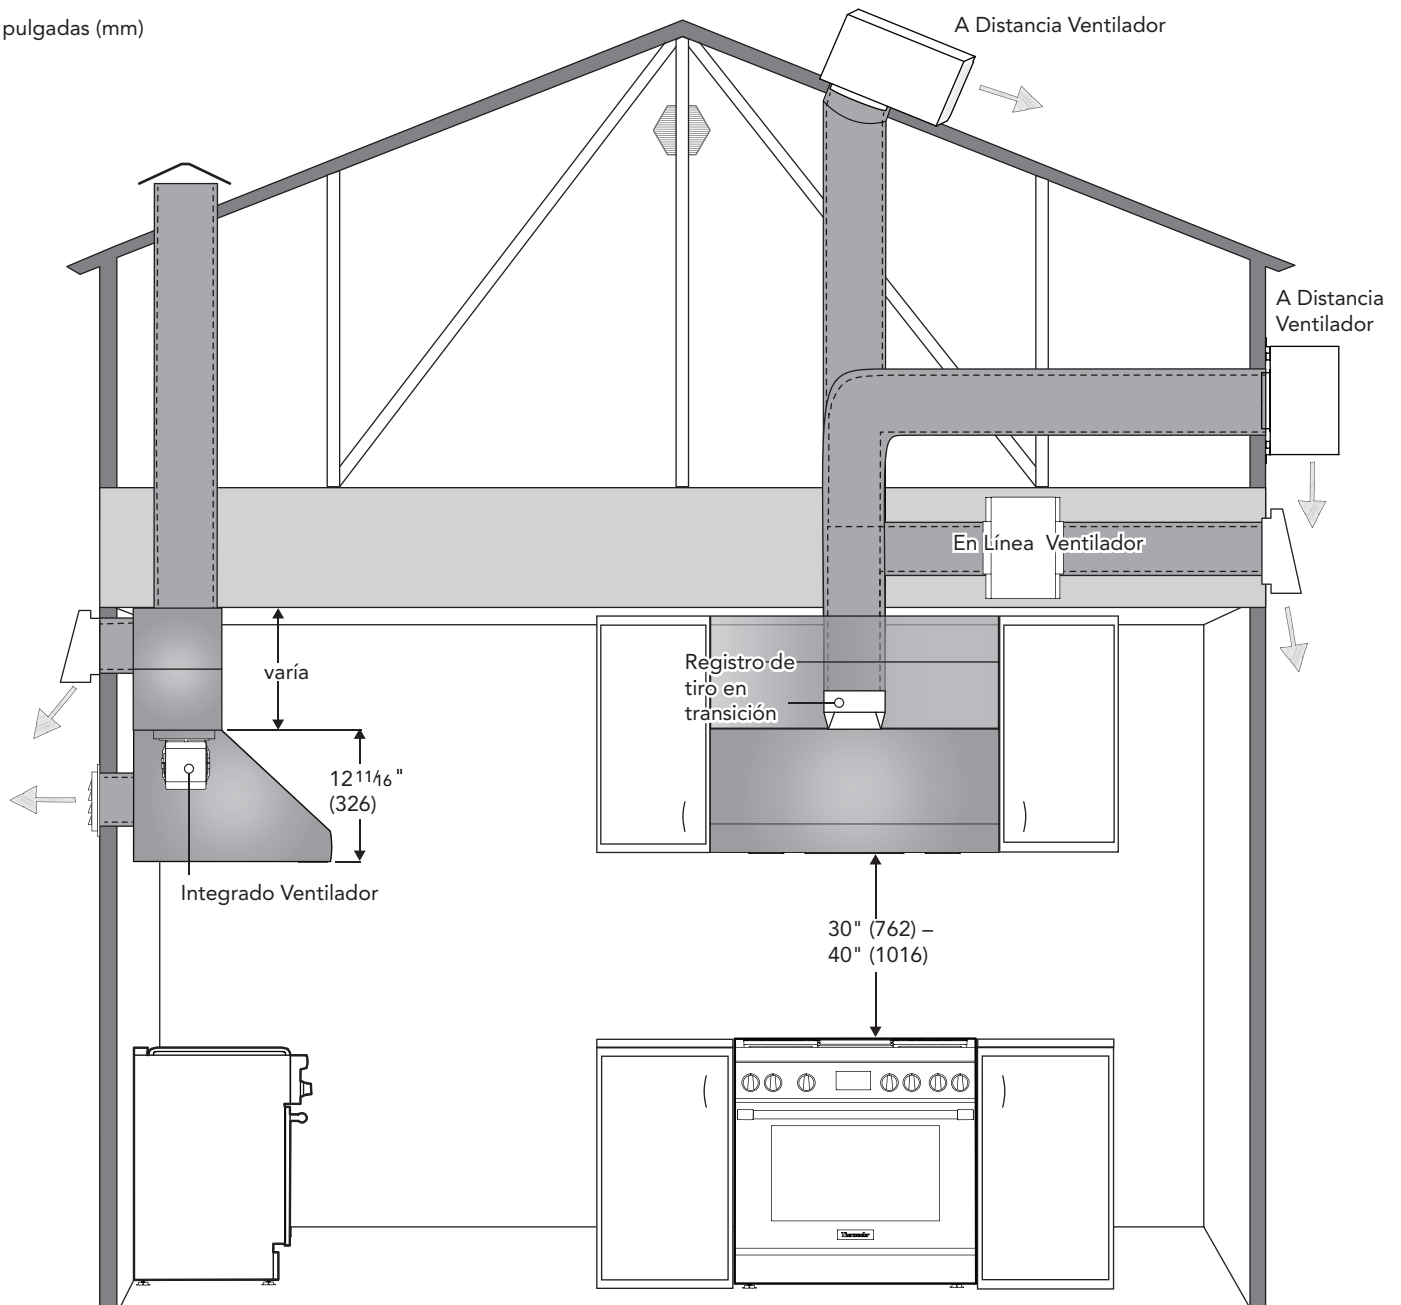 pulgadas (mm)
A Distancia Ventilador
A Distancia
Ventilador
En Línea Ventilador
varía
Registro de
tiro en
transición
12 11/16"
(326)
Integrado Ventilador
30" (762) –
40" (1016)
Thermador